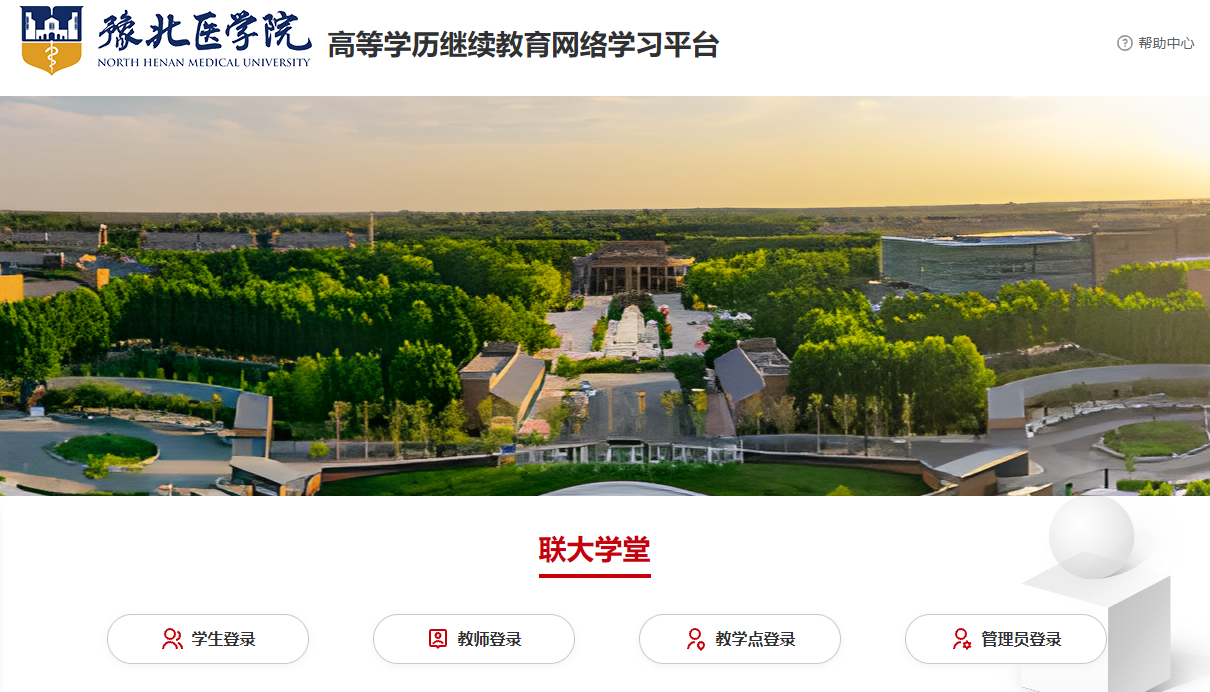 豫北医学院
NORTH HENAN MEDICAL UNIVERSITY
高等学历继续教育网络学习平台
帮助中心
联大学堂
学生登录
教师登录
教学点登录
管理员登录